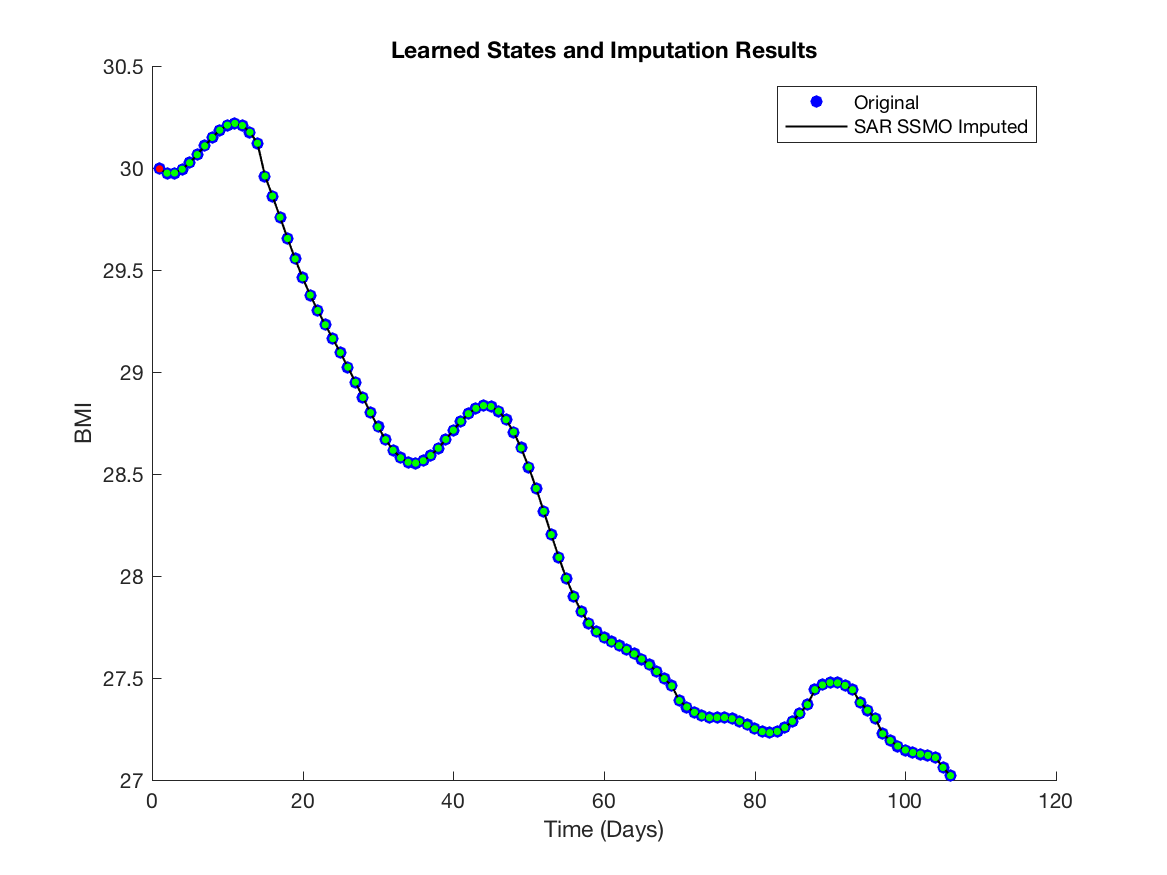 Learned States and Imputation Results
30.5
Original
SAR SSMO Imputed
30
29.5
29
BMI
28.5
28
27.5
27
0 20 40 60 80 100 120
Time (Days)